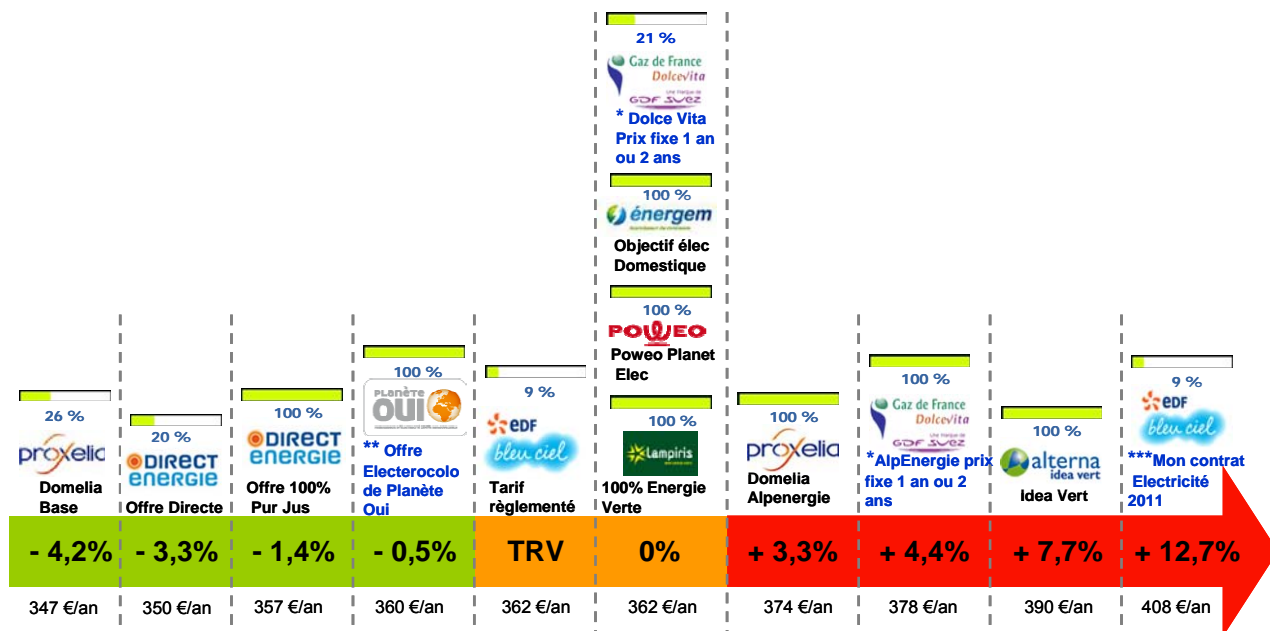 26 %
proxelia
Domelia
Base
- 4,2%
347 €/an
20 %
DIRECT
ENERGIE
Offre Directe
- 3,3%
350 €/an
100 %
DIRECT
ENERGIE
Offre 100%
Pur Jus
- 1,4%
357 €/an
100 %
PLANÈTE
OUI
** Offre
Electerocolo
de Planète
Oui
- 0,5%
360 €/an
9 %
eDF
bleu ciel
Tarif
règlementé
TRV
362 €/an
21 %
Gaz de France
DolceVita
Une marque de
GDF SUEZ
* Dolce Vita
Prix fixe 1 an
ou 2 ans
100 %
énergem
Objectif élec
Domestique
100 %
POWEO
Poweo Planet
Elec
100 %
Lampiris
100% Energie
Verte
0%
362 €/an
100 %
proxelia
Domelia
Alpenergie
+ 3,3%
374 €/an
100 %
Gaz de France
DolceVita
Une marque de
GDF SUEZ
*AlpEnergie prix
fixe 1 an ou 2
ans
+ 4,4%
378 €/an
100 %
alterna
idea vert
Idea Vert
+ 7,7%
390 €/an
9 %
eDF
bleu ciel
***Mon contrat
Electricité
2011
+ 12,7%
408 €/an